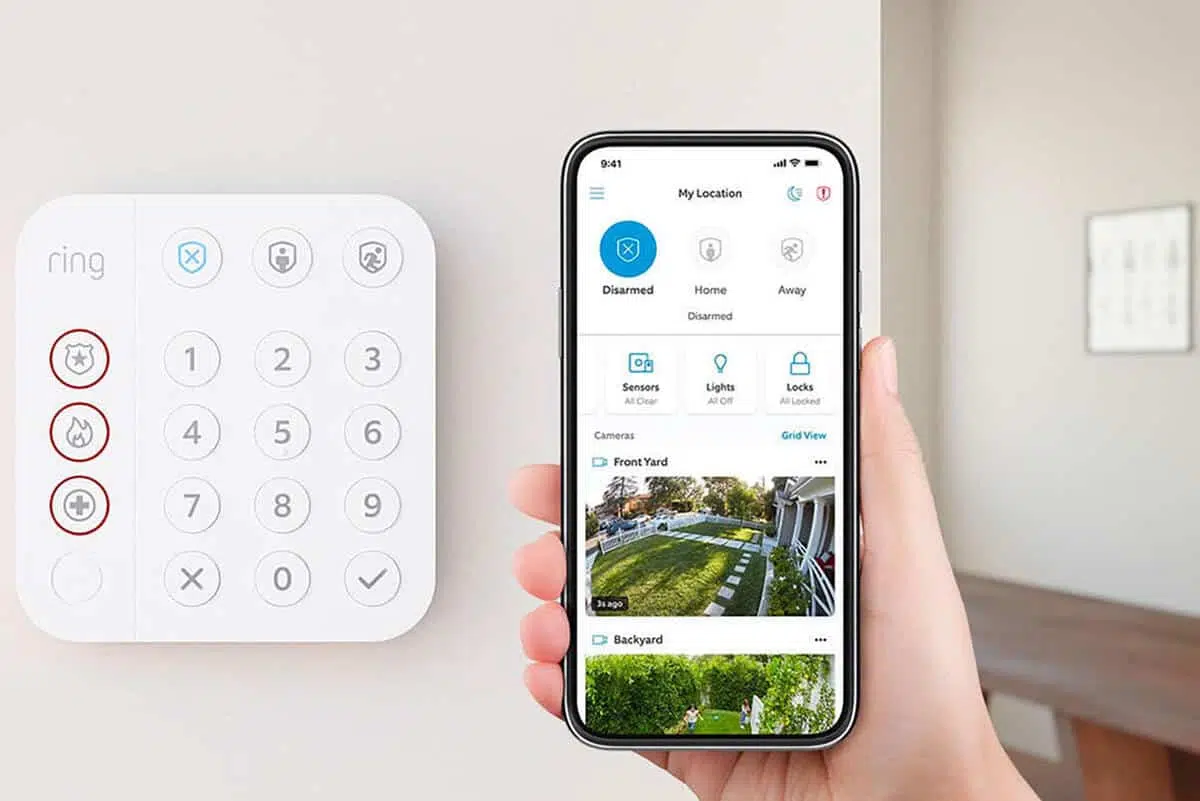 ring
1 2 3
4 5 6
7 8 9
0
9:41
My Location
Disarmed Home Away
Disarmed
Sensors Lights Locks
All Clear All Off All Locked
Cameras Grid View
Front Yard
3s ago
Backyard